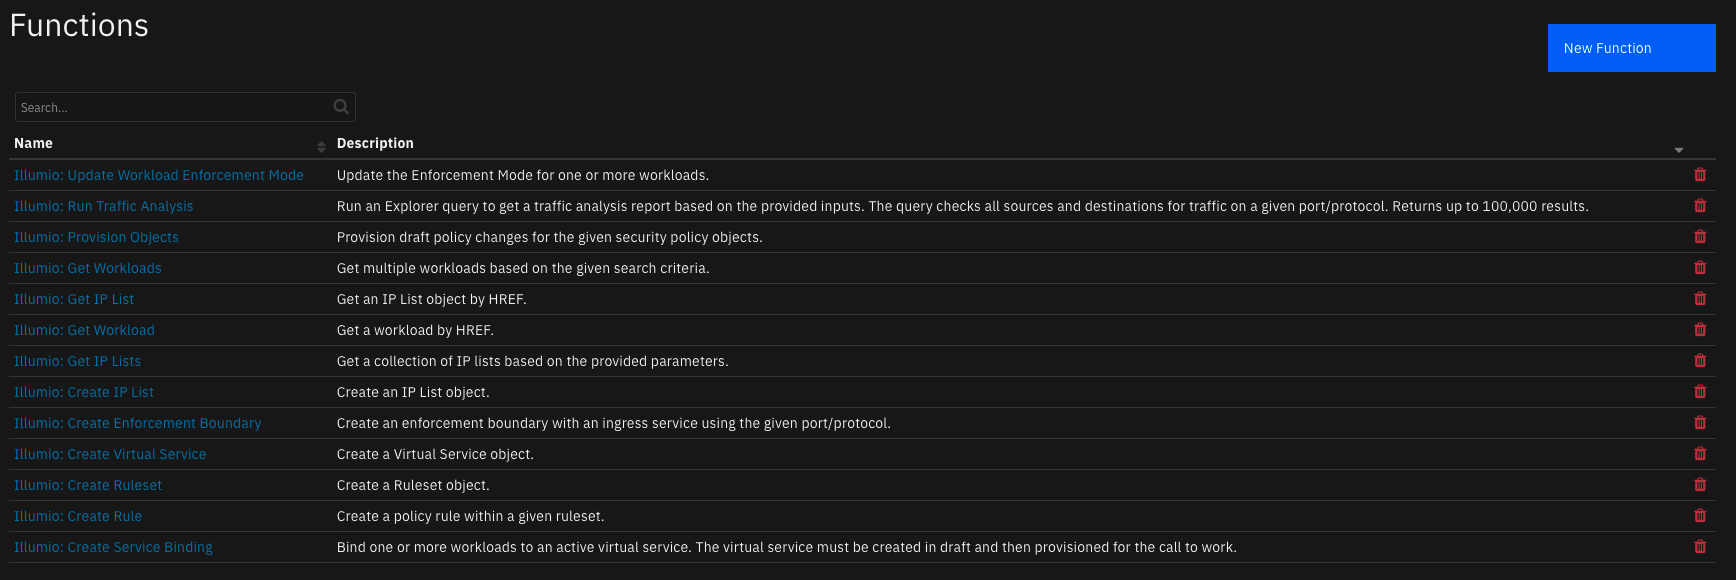 Functions
New Function
Search...
Name Description
Illumio: Update Workload Enforcement Mode Update the Enforcement Mode for one or more workloads.
Illumio: Run Traffic Analysis Run an Explorer query to get a traffic analysis report based on the provided inputs. The query checks all sources and destinations for traffic on a given port/protocol. Returns up to 100,000 results.
Illumio: Provision Objects Provision draft policy changes for the given security policy objects.
Illumio: Get Workloads Get multiple workloads based on the given search criteria.
Illumio: Get IP List Get an IP List object by HREF.
Illumio: Get Workload Get a workload by HREF.
Illumio: Get IP Lists Get a collection of IP lists based on the provided parameters.
Illumio: Create IP List Create an IP List object.
Illumio: Create Enforcement Boundary Create an enforcement boundary with an ingress service using the given port/protocol.
Illumio: Create Virtual Service Create a Virtual Service object.
Illumio: Create Ruleset Create a Ruleset object.
Illumio: Create Rule Create a policy rule within a given ruleset.
Illumio: Create Service Binding Bind one or more workloads to an active virtual service. The virtual service must be created in draft and then provisioned for the call to work.